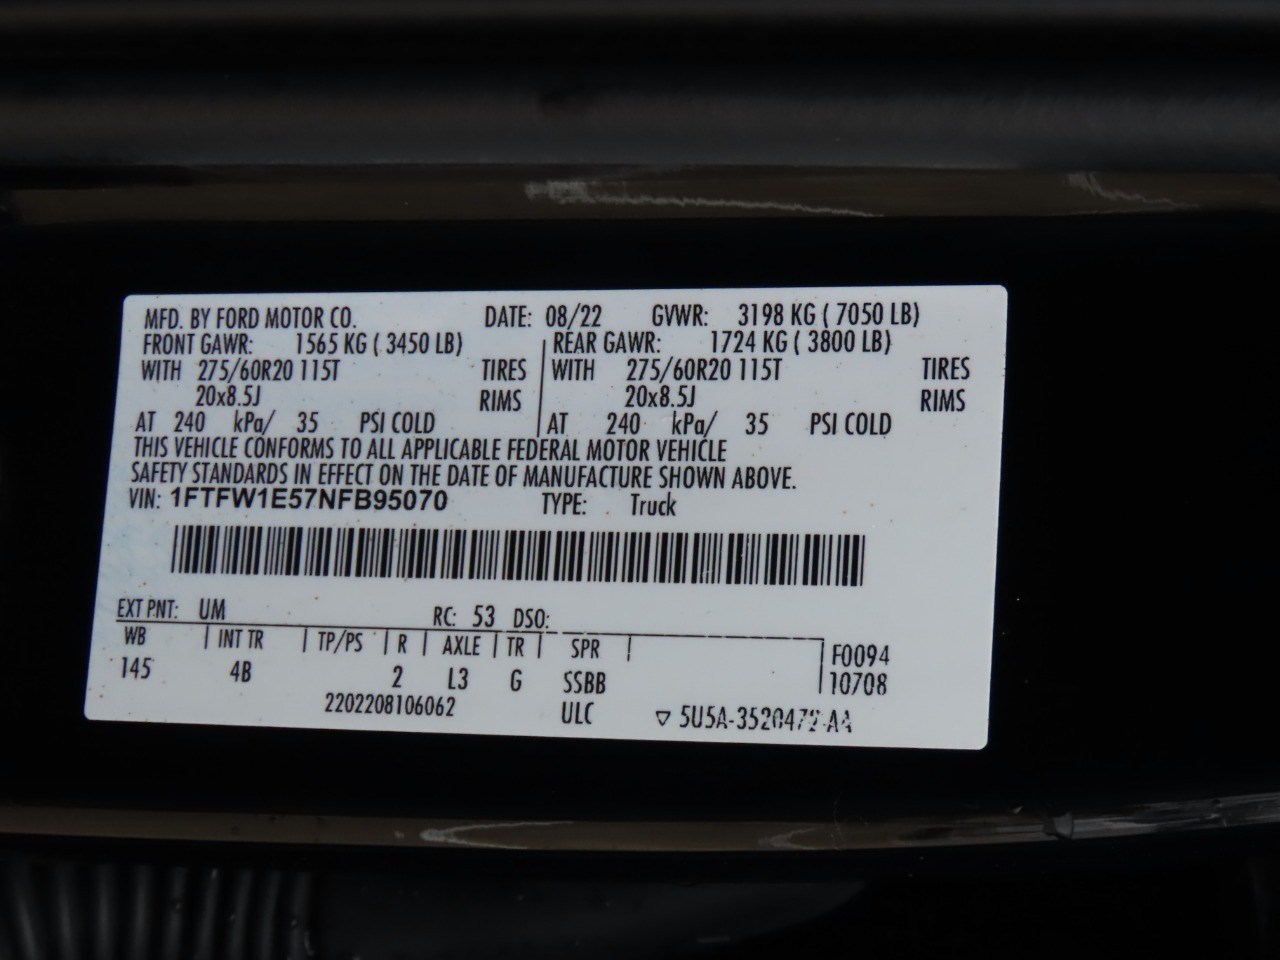 MFD. BY FORD MOTOR CO. DATE: 08/22 GVWR: 3198 KG ( 7050 LB)
FRONT GAWR: 1565 KG ( 3450 LB) REAR GAWR: 1724 KG ( 3800 LB)
WITH 275/60R20 115T TIRES WITH 275/60R20 115T TIRES
20x8.5J RIMS 20x8.5J RIMS
AT 240 kPa/ 35 PSI COLD AT 240 kPa/ 35 PSI COLD
THIS VEHICLE CONFORMS TO ALL APPLICABLE FEDERAL MOTOR VEHICLE
SAFETY STANDARDS IN EFFECT ON THE DATE OF MANUFACTURE SHOWN ABOVE.
VIN: 1FTFW1E57NFB95070 TYPE: Truck
EXT PNT: UM RC: 53 DSO:
WB INT TR TP/PS R AXLE TR SPR F0094
145 4B 2 L3 G SSBB 10708
2202208106062 ULC ▽ 5U5A-3520472-AA